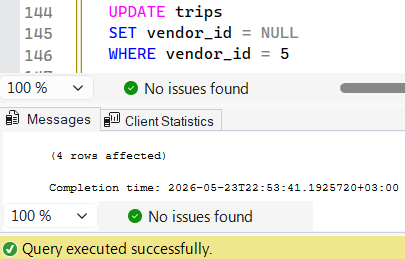 144 UPDATE trips
145 SET vendor_id = NULL
146 WHERE vendor_id = 5
100 % No issues found
Messages Client Statistics
(4 rows affected)
Completion time: 2026-05-23T22:53:41.1925720+03:00
100 % No issues found
Query executed successfully.